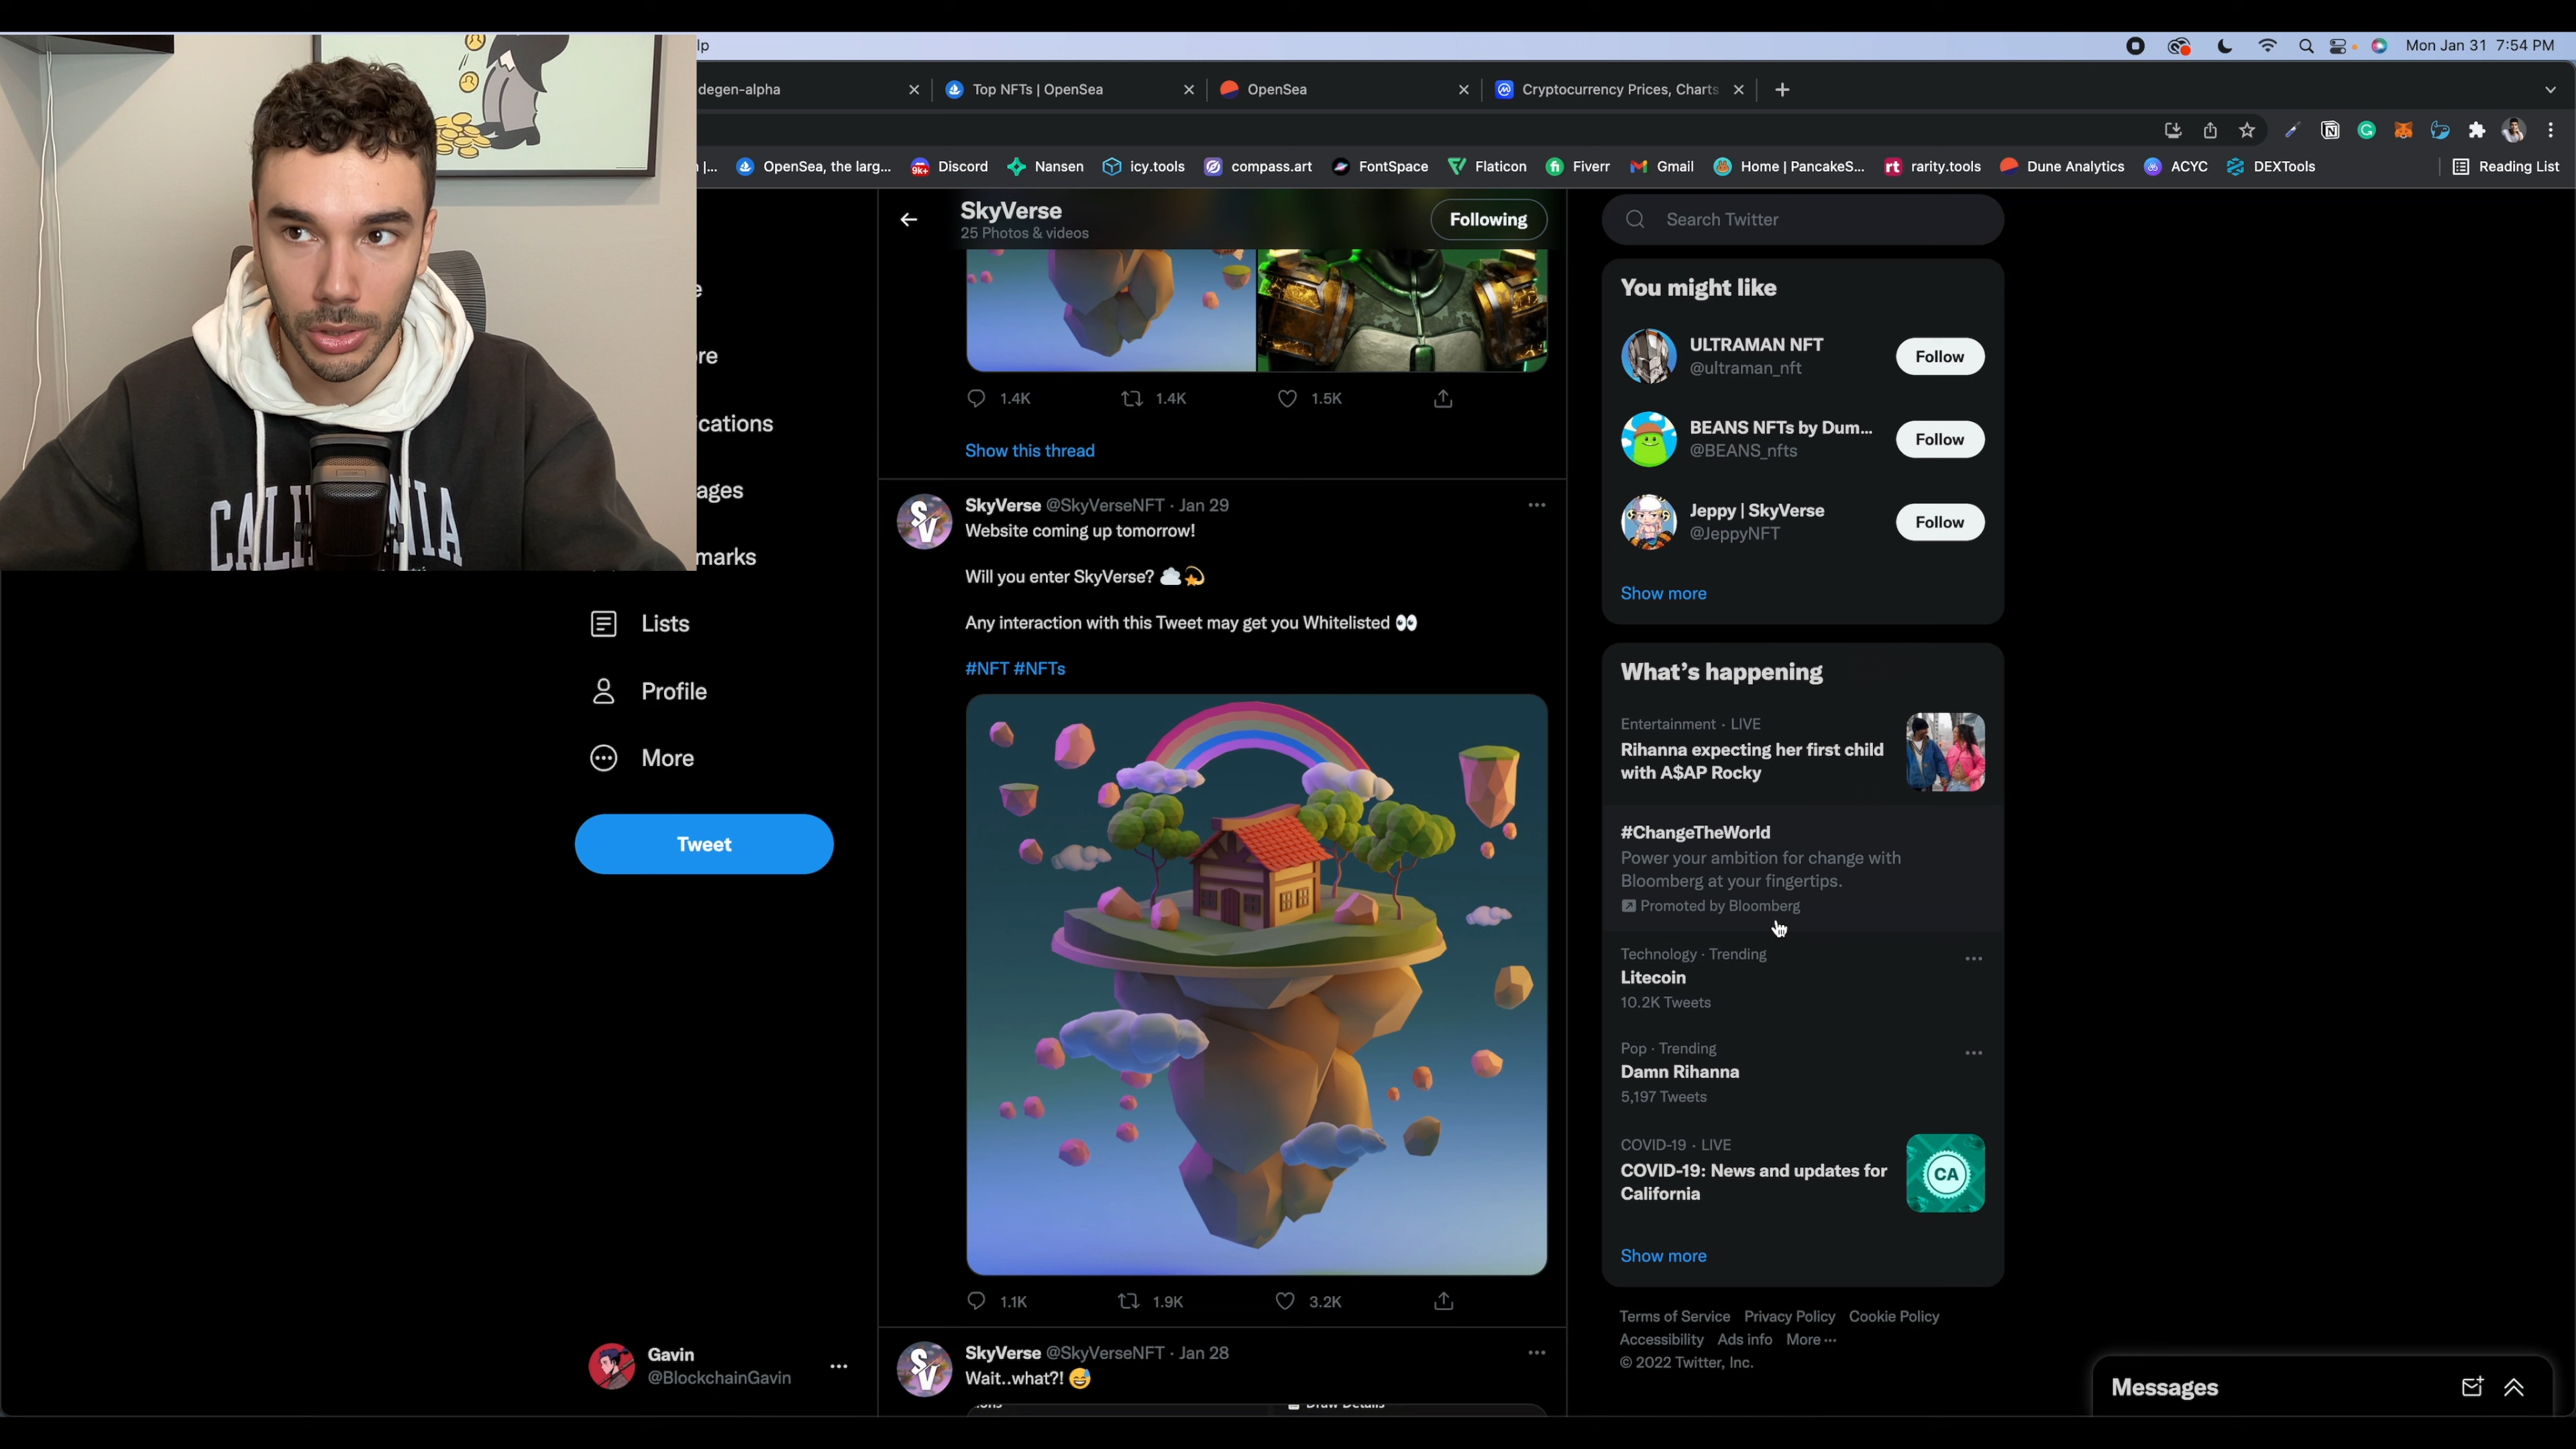 lp
Mon Jan 31 7:54 PM
degen-alpha
Top NFTs | OpenSea
OpenSea
Cryptocurrency Prices, Charts
|...
OpenSea, the larg...
9k+
Discord
Nansen
icy.tools
compass.art
FontSpace
Flaticon
Fiverr
Gmail
Home | PancakeS...
rt
rarity.tools
Dune Analytics
ACYC
DEXTools
Reading List
CALIFORNIA
re
cations
ages
marks
Lists
Profile
More
Tweet
Gavin
@BlockchainGavin
SkyVerse
25 Photos & videos
Following
1.4K
1.4K
1.5K
Show this thread
SV
SkyVerse @SkyVerseNFT · Jan 29
Website coming up tomorrow!
Will you enter SkyVerse? ☁️💫
Any interaction with this Tweet may get you Whitelisted 👀
#NFT #NFTs
1.1K
1.9K
3.2K
SV
SkyVerse @SkyVerseNFT · Jan 28
Wait..what?! 😅
Draw Details
Search Twitter
You might like
ULTRAMAN NFT
@ultraman_nft
Follow
BEANS NFTs by Dum...
@BEANS_nfts
Follow
Jeppy | SkyVerse
@JeppyNFT
Follow
Show more
What's happening
Entertainment · LIVE
Rihanna expecting her first child
with A$AP Rocky
#ChangeTheWorld
Power your ambition for change with
Bloomberg at your fingertips.
Promoted by Bloomberg
Technology · Trending
Litecoin
10.2K Tweets
Pop · Trending
Damn Rihanna
5,197 Tweets
COVID-19 · LIVE
COVID-19: News and updates for
California
CA
Show more
Terms of Service Privacy Policy Cookie Policy
Accessibility Ads info More ···
© 2022 Twitter, Inc.
Messages